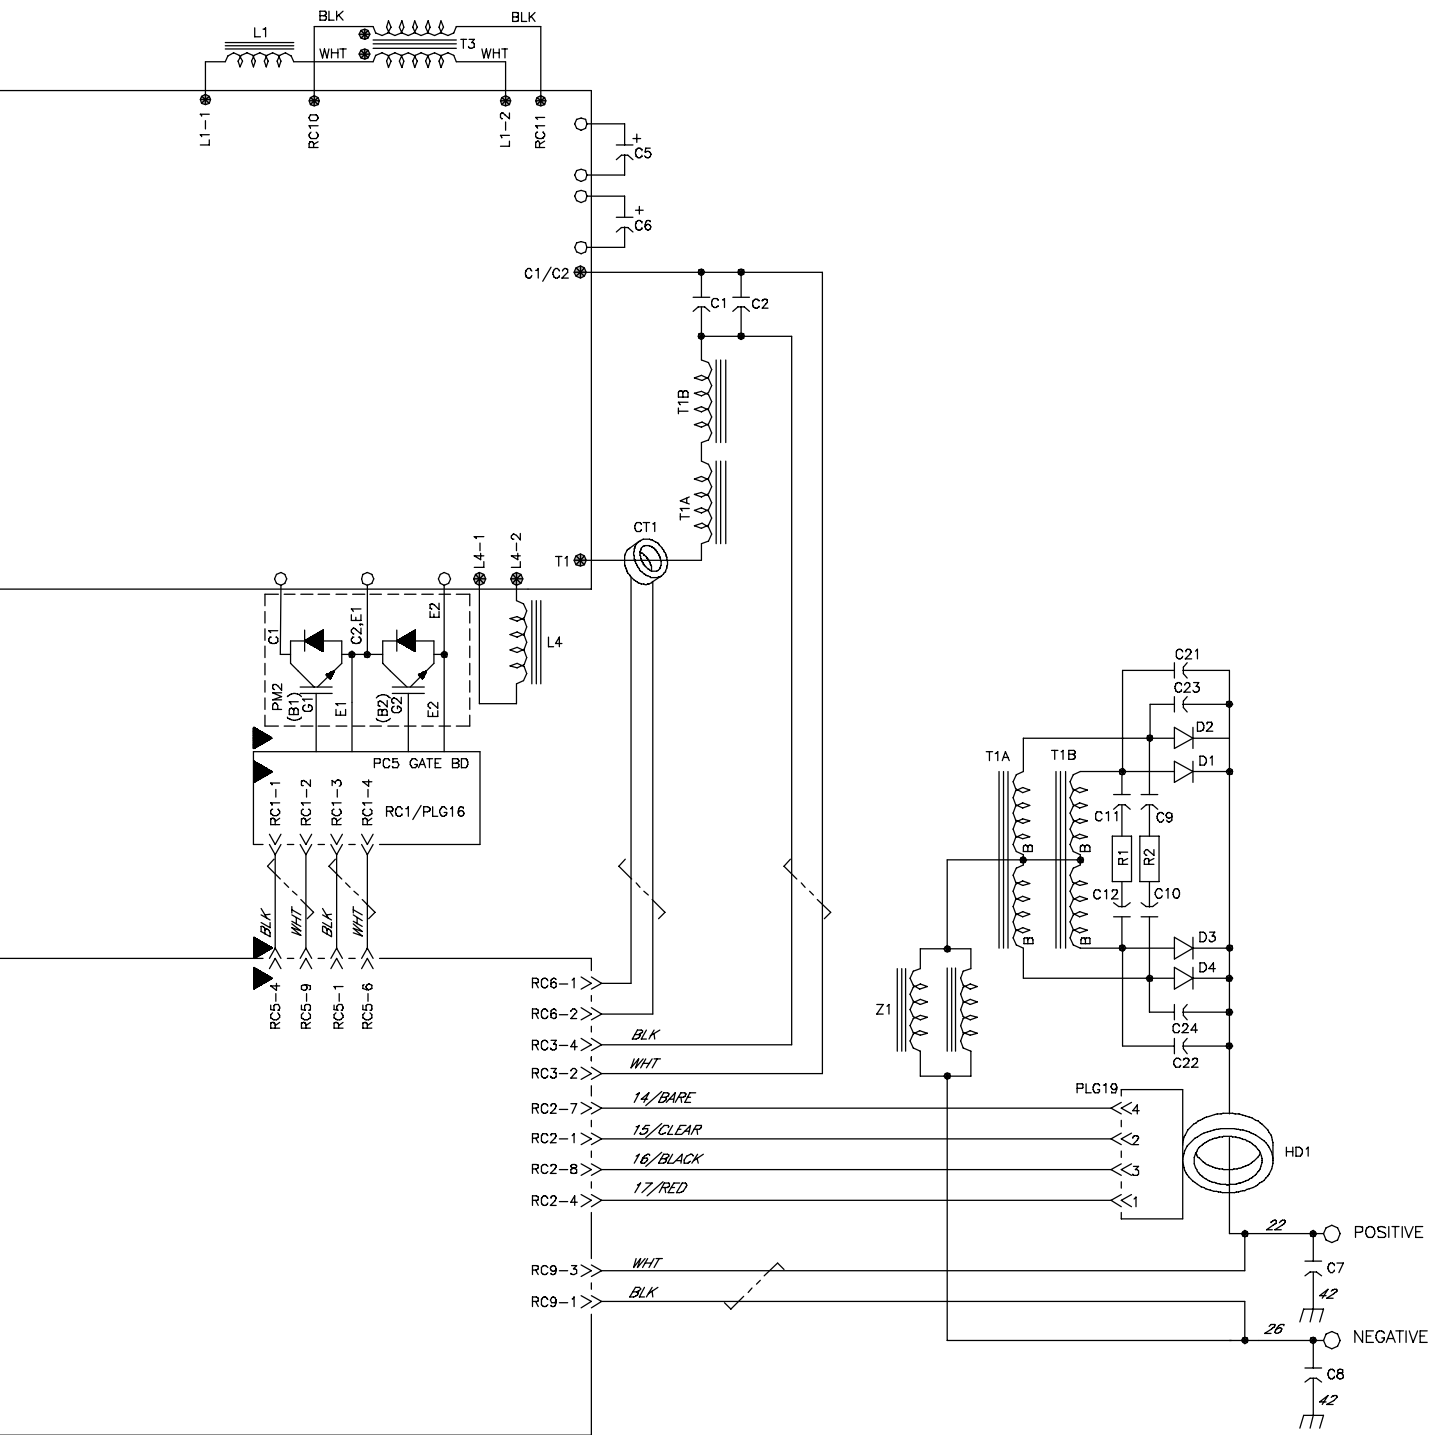 BLK
BLK
L1
T3
WHT
WHT
L1-1
RC10
L1-2
RC11
+
C5
+
C6
C1/C2
C1
C2
T1B
T1A
CT1
T1
L4-1
L4-2
L4
C1
C2,E1
E2
PM2
(B1)
G1
E1
(B2)
G2
E2
PC5 GATE BD
RC1-1
RC1-2
RC1-3
RC1-4
RC1/PLG16
BLK
WHT
BLK
WHT
RC5-4
RC5-9
RC5-1
RC5-6
C21
C23
D2
D1
T1A
T1B
C11
C9
B
B
R1
R2
C12
C10
B
B
D3
D4
C24
C22
Z1
RC6-1
RC6-2
RC3-4
BLK
RC3-2
WHT
RC2-7
14/BARE
PLG19
4
RC2-1
15/CLEAR
2
RC2-8
16/BLACK
3
RC2-4
17/RED
1
HD1
22
POSITIVE
RC9-3
WHT
C7
42
RC9-1
BLK
26
NEGATIVE
C8
42